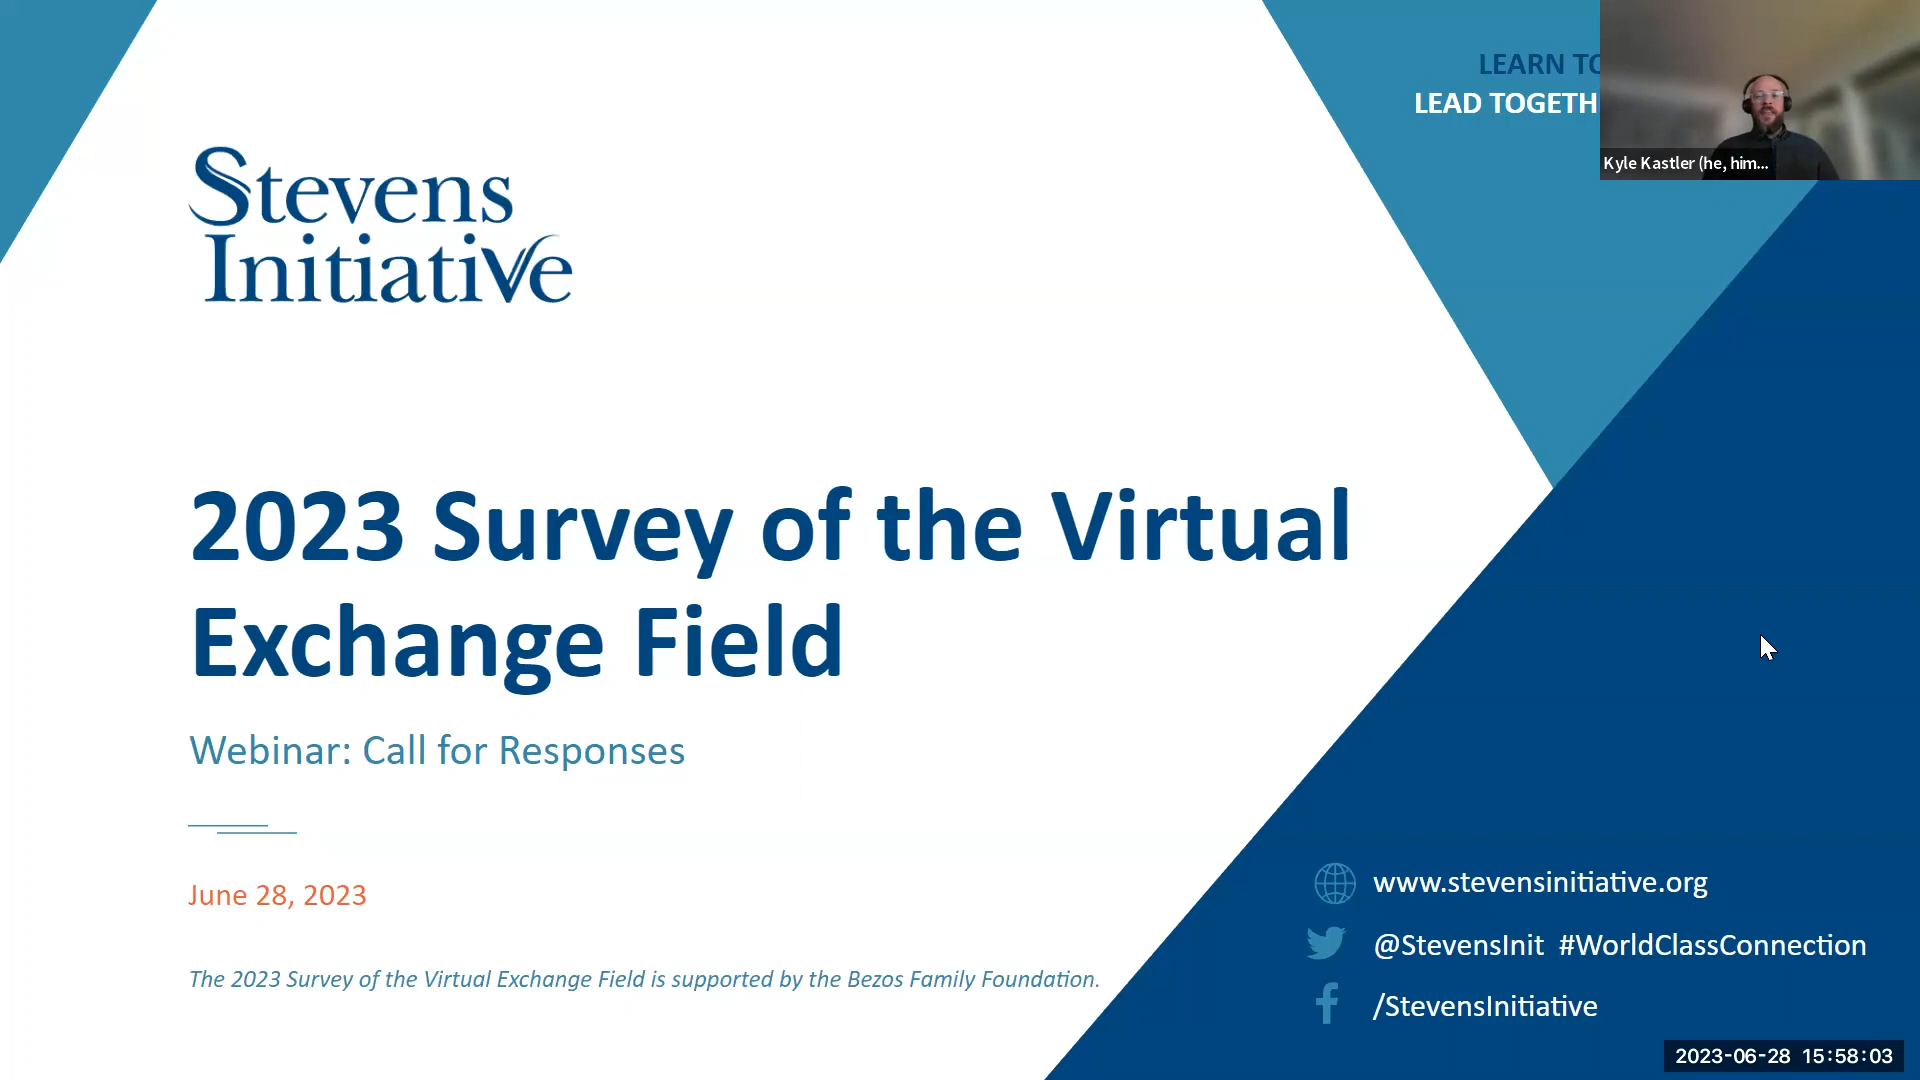 Stevens
Initiative
LEARN TO
LEAD TOGETH
Kyle Kastler (he, him...
2023 Survey of the Virtual
Exchange Field
Webinar: Call for Responses
June 28, 2023
The 2023 Survey of the Virtual Exchange Field is supported by the Bezos Family Foundation.
www.stevensinitiative.org
@StevensInit #WorldClassConnection
/StevensInitiative
2023-06-28 15:58:03